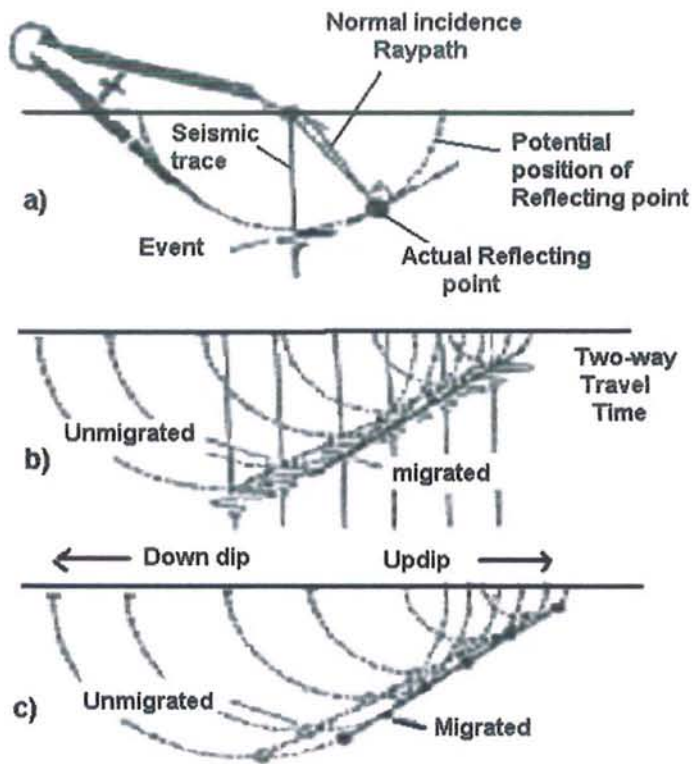 Normal incidence
Raypath
Seismic
trace
Potential
position of
Reflecting point
a)
Event
Actual Reflecting
point
Two-way
Travel
Time
Unmigrated
b)
migrated
Down dip
Updip
Unmigrated
c)
Migrated